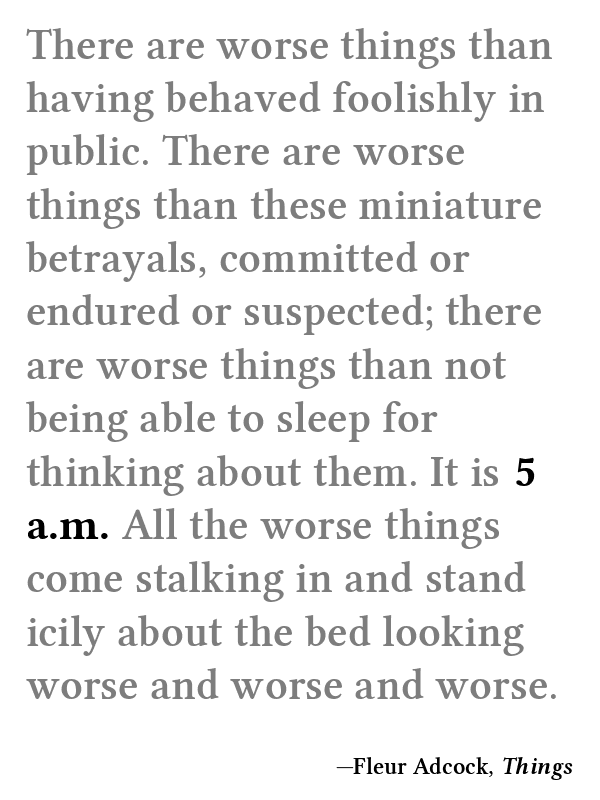 There are worse things than
having behaved foolishly in
public. There are worse
things than these miniature
betrayals, committed or
endured or suspected; there
are worse things than not
being able to sleep for
thinking about them. It is 5
a.m. All the worse things
come stalking in and stand
icily about the bed looking
worse and worse and worse.
—Fleur Adcock, Things